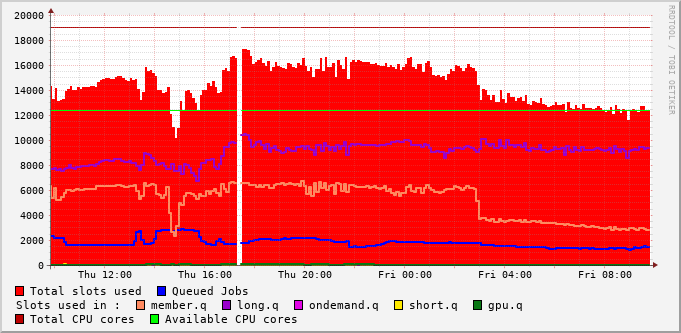 20000
18000
16000
14000
12000
10000
8000
6000
4000
2000
0
Thu 12:00 Thu 16:00 Thu 20:00 Fri 00:00 Fri 04:00 Fri 08:00
Total slots used Queued Jobs
Slots used in : member.q long.q ondemand.q short.q gpu.q
Total CPU cores Available CPU cores
RRDTOOL / TOBI OETIKER